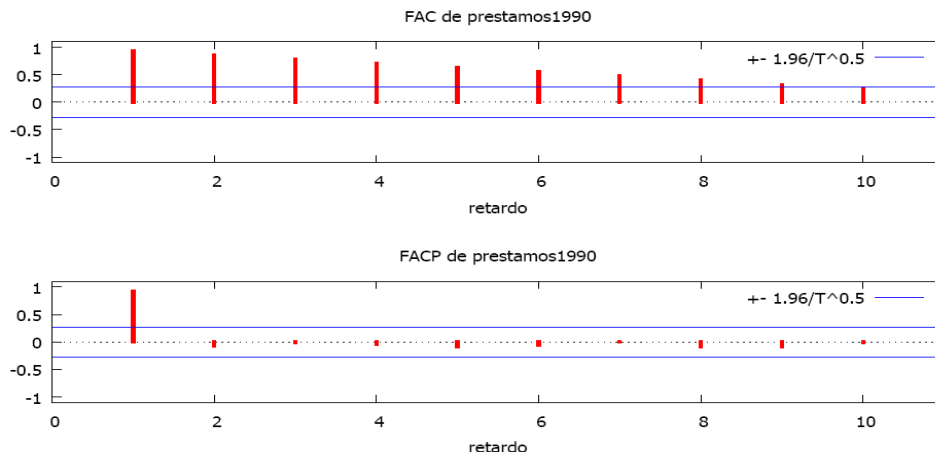 FAC de prestamos1990
1
+- 1.96/T^0.5
0.5
0
-0.5
-1
0 2 4 6 8 10
retardo
FACP de prestamos1990
1
+- 1.96/T^0.5
0.5
0
-0.5
-1
0 2 4 6 8 10
retardo